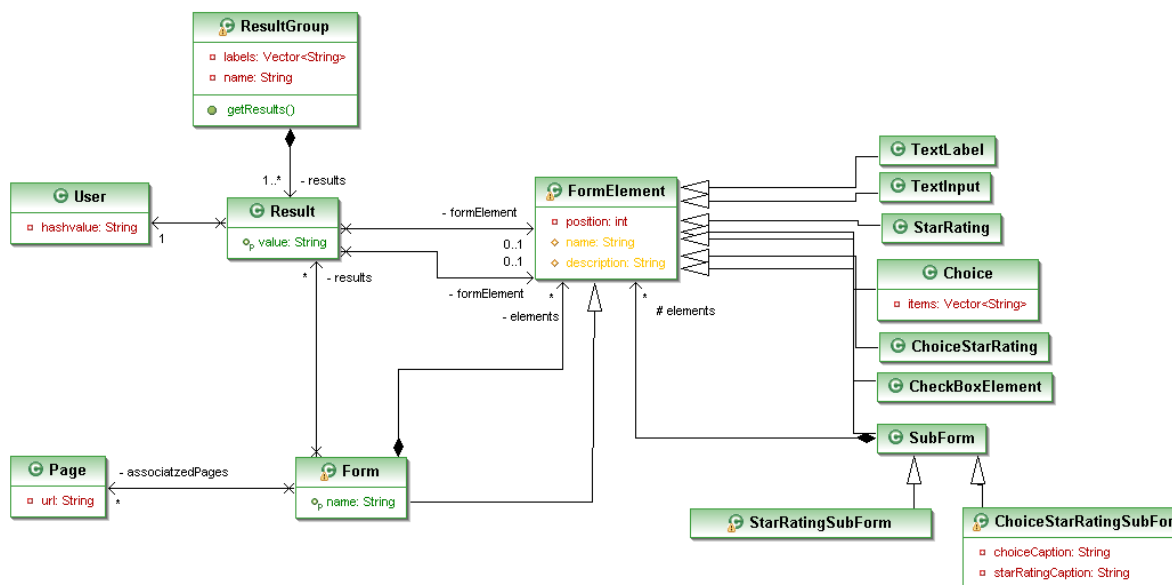 ResultGroup
labels: Vector<String>
name: String
getResults()
1..*
- results
User
hashvalue: String
1
Result
value: String
*
- results
- formElement
0..1
0..1
- formElement
FormElement
position: int
name: String
description: String
*
- elements
*
# elements
TextLabel
TextInput
StarRating
Choice
items: Vector<String>
ChoiceStarRating
CheckBoxElement
SubForm
Page
url: String
- associatzedPages
*
Form
name: String
StarRatingSubForm
ChoiceStarRatingSubFor
choiceCaption: String
starRatingCaption: String